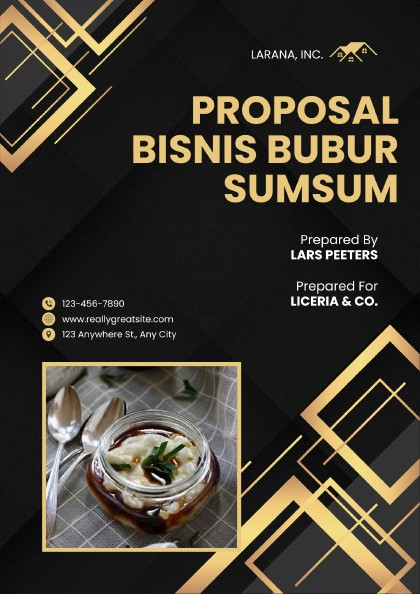 LARANA, INC.
PROPOSAL
BISNIS BUBUR
SUMSUM
Prepared By
LARS PEETERS
Prepared For
LICERIA & CO.
123-456-7890
www.reallygreatsite.com
123 Anywhere St., Any City